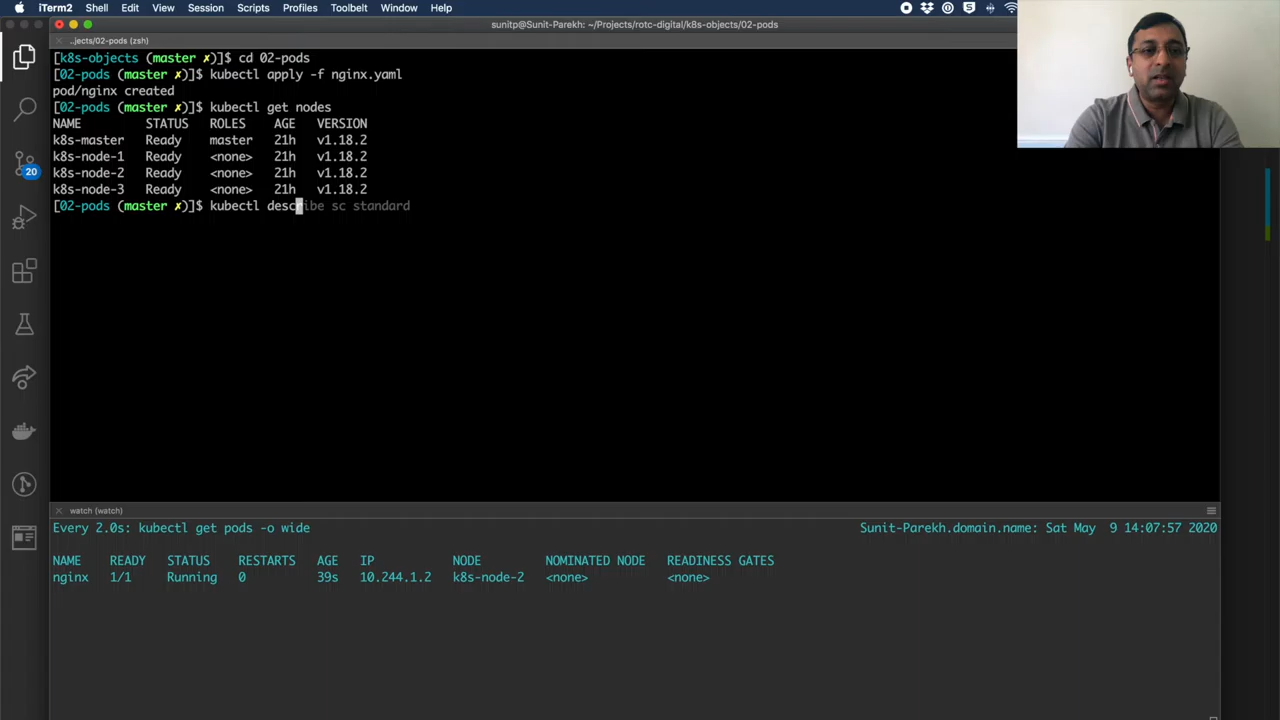 iTerm2 Shell Edit View Session Scripts Profiles Toolbelt Window Help
sunitp@Sunit-Parekh: ~/Projects/rotc-digital/k8s-objects/02-pods
..jects/02-pods (zsh)
[k8s-objects (master ✗)]$ cd 02-pods
[02-pods (master ✗)]$ kubectl apply -f nginx.yaml
pod/nginx created
[02-pods (master ✗)]$ kubectl get nodes
NAME STATUS ROLES AGE VERSION
k8s-master Ready master 21h v1.18.2
k8s-node-1 Ready <none> 21h v1.18.2
k8s-node-2 Ready <none> 21h v1.18.2
k8s-node-3 Ready <none> 21h v1.18.2
[02-pods (master ✗)]$ kubectl describe sc standard
20
watch (watch)
Every 2.0s: kubectl get pods -o wide Sunit-Parekh.domain.name: Sat May 9 14:07:57 2020
NAME READY STATUS RESTARTS AGE IP NODE NOMINATED NODE READINESS GATES
nginx 1/1 Running 0 39s 10.244.1.2 k8s-node-2 <none> <none>